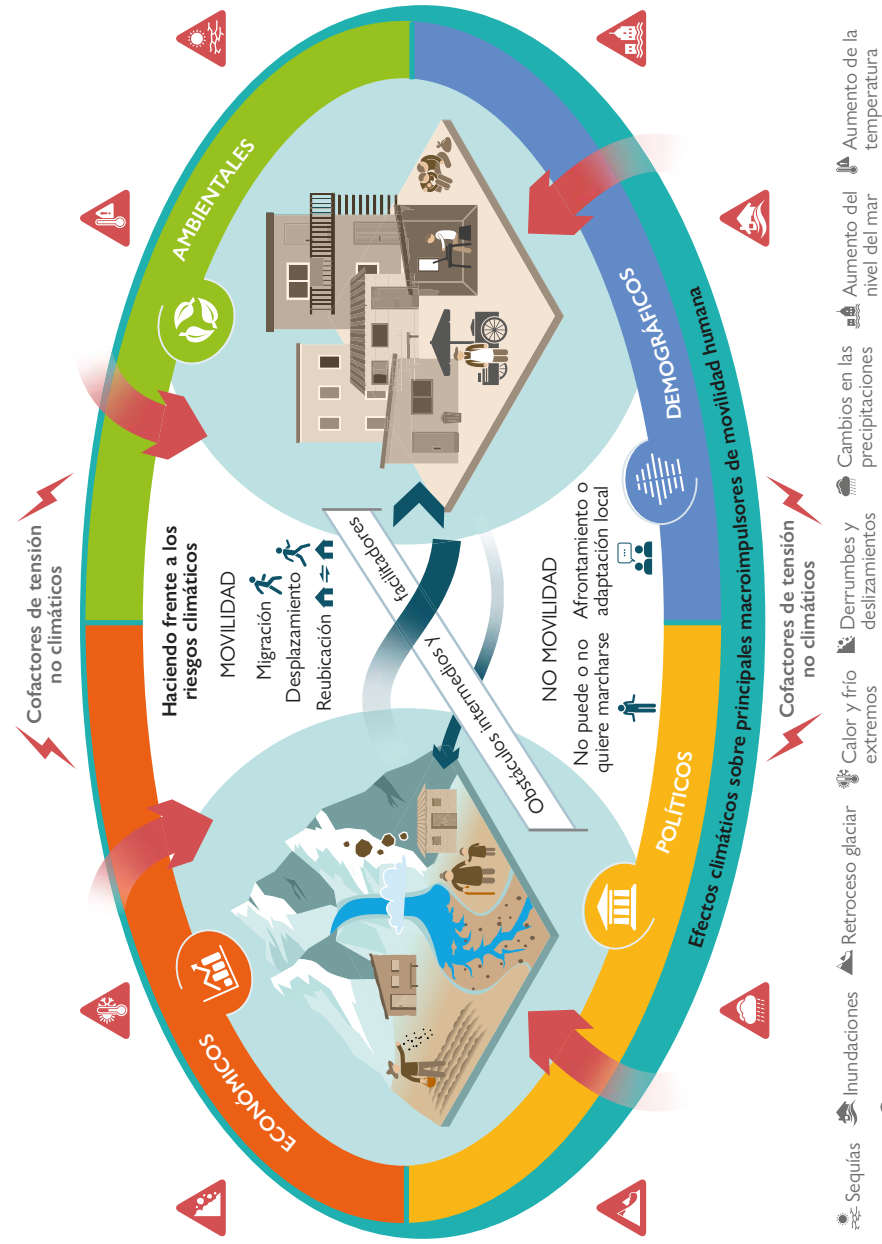 Cofactores de tensión
no climáticos
ECONÓMICOS
AMBIENTALES
Haciendo frente a los
riesgos climáticos
MOVILIDAD
Migración
Desplazamiento
Reubicación
Obstáculos intermedios y facilitadores
NO MOVILIDAD
No puede o no
quiere marcharse
Afrontamiento o
adaptación local
POLÍTICOS
DEMOGRÁFICOS
Efectos climáticos sobre principales macroimpulsores de movilidad humana
Cofactores de tensión
no climáticos
Sequías
Inundaciones
Retroceso glaciar
Calor y frío
extremos
Derrumbes y
deslizamientos
Cambios en las
precipitaciones
Aumento del
nivel del mar
Aumento de la
temperatura